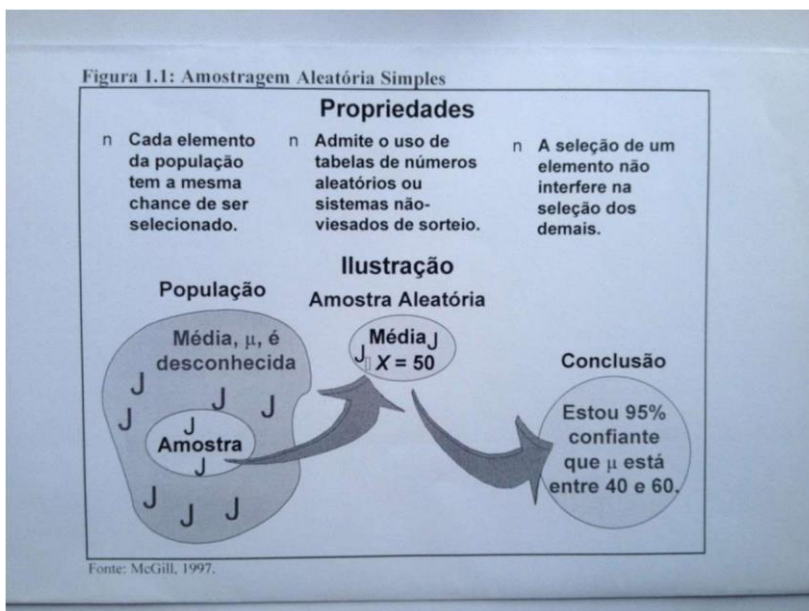 Figura 1.1: Amostragem Aleatória Simples
Propriedades
n Cada elemento
da população
tem a mesma
chance de ser
selecionado.
n Admite o uso de
tabelas de números
aleatórios ou
sistemas não-
viesados de sorteio.
n A seleção de um
elemento não
interfere na
seleção dos
demais.
Ilustração
População
Média, μ, é
desconhecida
J
J
J
J
J
Amostra
J
J
J
J
Amostra Aleatória
Média J
J X = 50
Conclusão
Estou 95%
confiante
que μ está
entre 40 e 60.
Fonte: McGill, 1997.